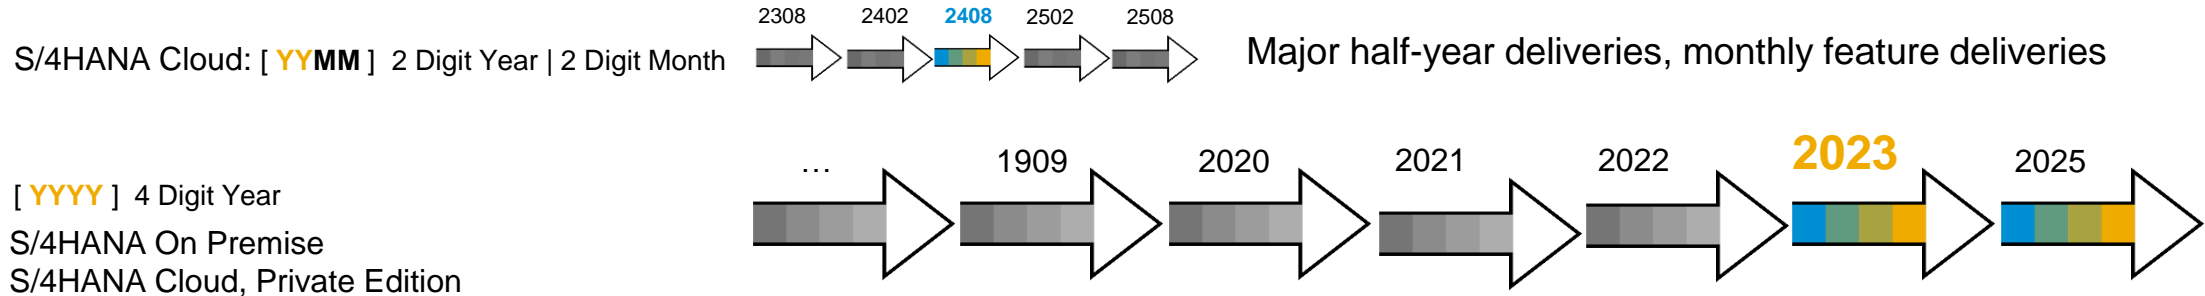 2308 2402 2408 2502 2508
S/4HANA Cloud: [ YYMM ] 2 Digit Year | 2 Digit Month
Major half-year deliveries, monthly feature deliveries
... 1909 2020 2021 2022 2023 2025
[ YYYY ] 4 Digit Year
S/4HANA On Premise
S/4HANA Cloud, Private Edition